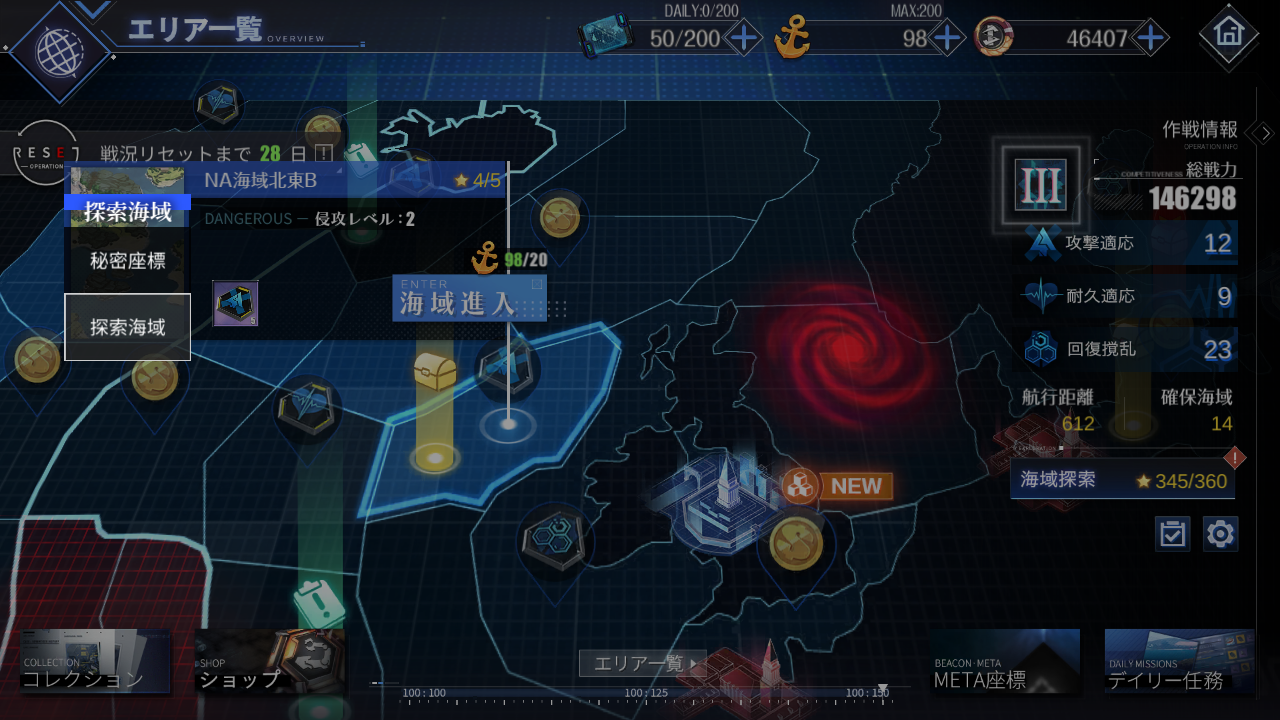 エリア一覧 OVERVIEW
DAILY:0/200
50/200
MAX:200
98
46407
RESET
OPERATION
戦況リセットまで 28 日 !
NA海域北東B
4/5
探索海域
DANGEROUS — 侵攻レベル:2
秘密座標
98/20
ENTER
海域進入
5
探索海域
作戦情報
OPERATION INFO
III
COMPETITIVENESS 総戦力
146298
攻撃適応 12
耐久適応 9
回復撹乱 23
航行距離 確保海域
612 14
EXPLORATION
海域探索 345/360
!
NEW
COLLECTION
コレクション
SHOP
ショップ
エリア一覧
BEACON·META
META座標
DAILY MISSIONS
デイリー任務
100:100
100:125
100:150